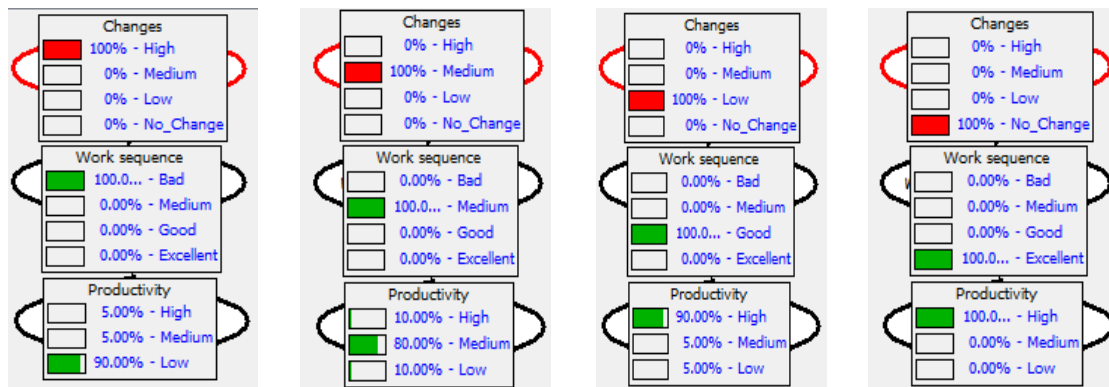 Changes
100% - High
0% - Medium
0% - Low
0% - No_Change
Work sequence
100.0... - Bad
0.00% - Medium
0.00% - Good
0.00% - Excellent
Productivity
5.00% - High
5.00% - Medium
90.00% - Low
Changes
0% - High
100% - Medium
0% - Low
0% - No_Change
Work sequence
0.00% - Bad
100.0... - Medium
0.00% - Good
0.00% - Excellent
Productivity
10.00% - High
80.00% - Medium
10.00% - Low
Changes
0% - High
0% - Medium
100% - Low
0% - No_Change
Work sequence
0.00% - Bad
0.00% - Medium
100.0... - Good
0.00% - Excellent
Productivity
90.00% - High
5.00% - Medium
5.00% - Low
Changes
0% - High
0% - Medium
0% - Low
100% - No_Change
Work sequence
0.00% - Bad
0.00% - Medium
0.00% - Good
100.0... - Excellent
Productivity
100.0... - High
0.00% - Medium
0.00% - Low